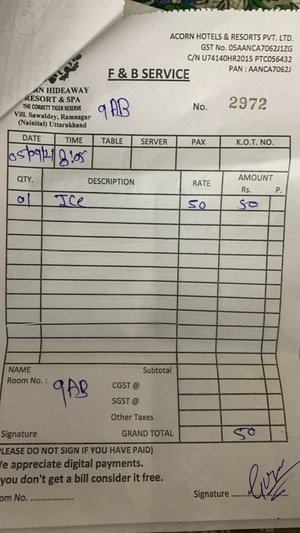 ACORN HOTELS & RESORTS PVT. LTD.
GST No. 05AANCA7062J1ZG
C/N U74140HR2015 PTC056432
PAN : AANCA7062J
RN HIDEAWAY
RESORT & SPA
THE CORBETT TIGER RESERVE
Vill. Sawaldey, Ramnagar
(Nainital) Uttarakhand
F & B SERVICE
9AB
No. 2972
DATE TIME TABLE SERVER PAX K.O.T. NO.
8:05
QTY. DESCRIPTION RATE AMOUNT
Rs. P.
01 Ice 50 50
NAME Subtotal
Room No. : 9AB CGST @
SGST @
Other Taxes
Signature GRAND TOTAL 50
PLEASE DO NOT SIGN IF YOU HAVE PAID)
e appreciate digital payments.
you don't get a bill consider it free.
om No. ................... Signature ...................